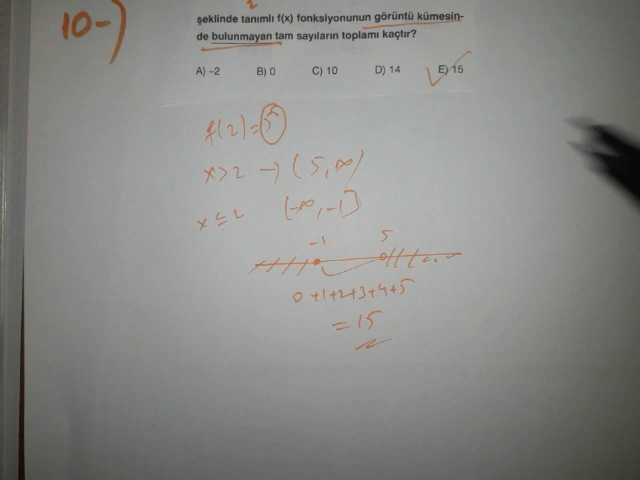 10-)
şeklinde tanımlı f(x) fonksiyonunun görüntü kümesin-
de bulunmayan tam sayıların toplamı kaçtır?
A) –2 B) 0 C) 10 D) 14 E) 15
f(2)=5
x>2 → (5,∞)
x≤2 (-∞,-1]
-1 5
0+1+2+3+4+5
=15